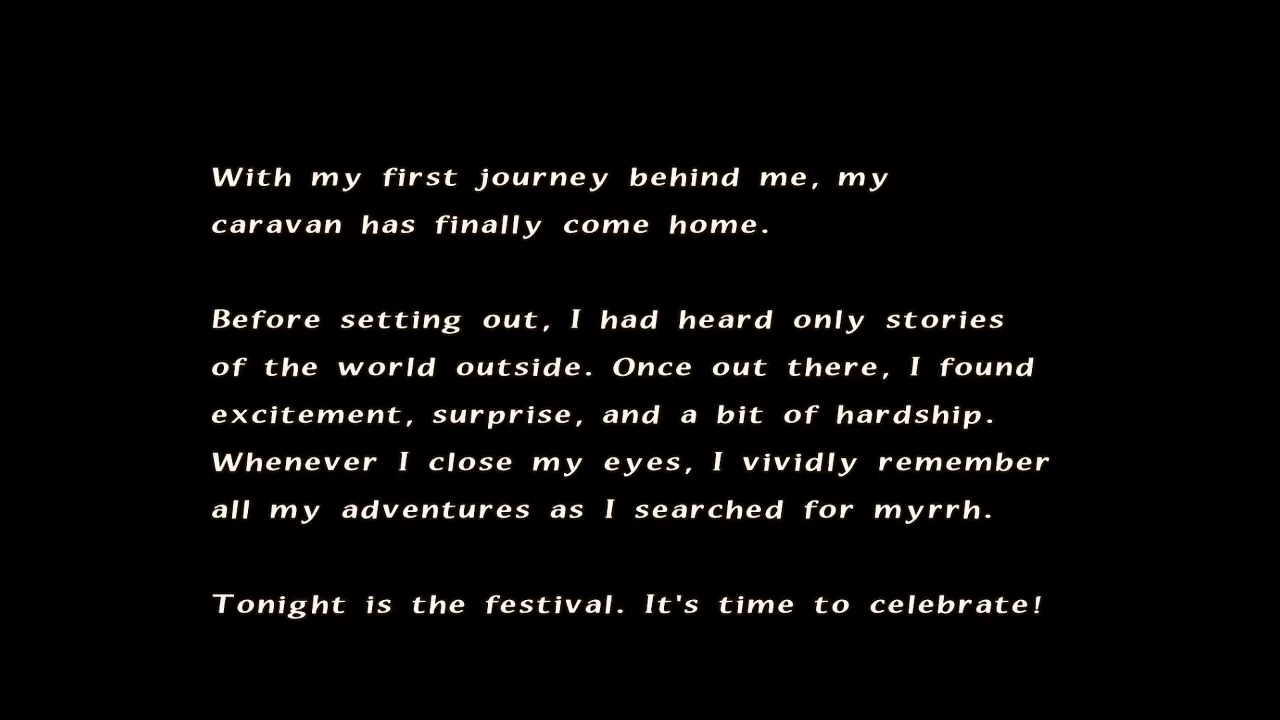 With my first journey behind me, my
caravan has finally come home.
Before setting out, I had heard only stories
of the world outside. Once out there, I found
excitement, surprise, and a bit of hardship.
Whenever I close my eyes, I vividly remember
all my adventures as I searched for myrrh.
Tonight is the festival. It's time to celebrate!